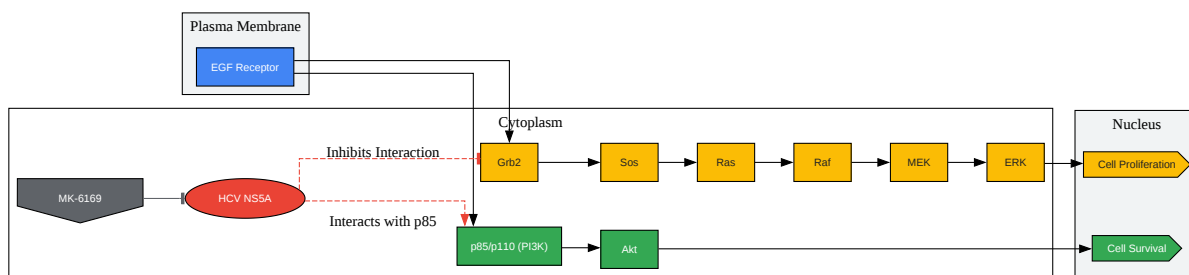 Plasma Membrane
EGF Receptor
Cytoplasm
Nucleus
Inhibits Interaction
Grb2
Sos
Ras
Raf
MEK
ERK
Cell Proliferation
MK-6169
HCV NS5A
Interacts with p85
p85/p110 (PI3K)
Akt
Cell Survival